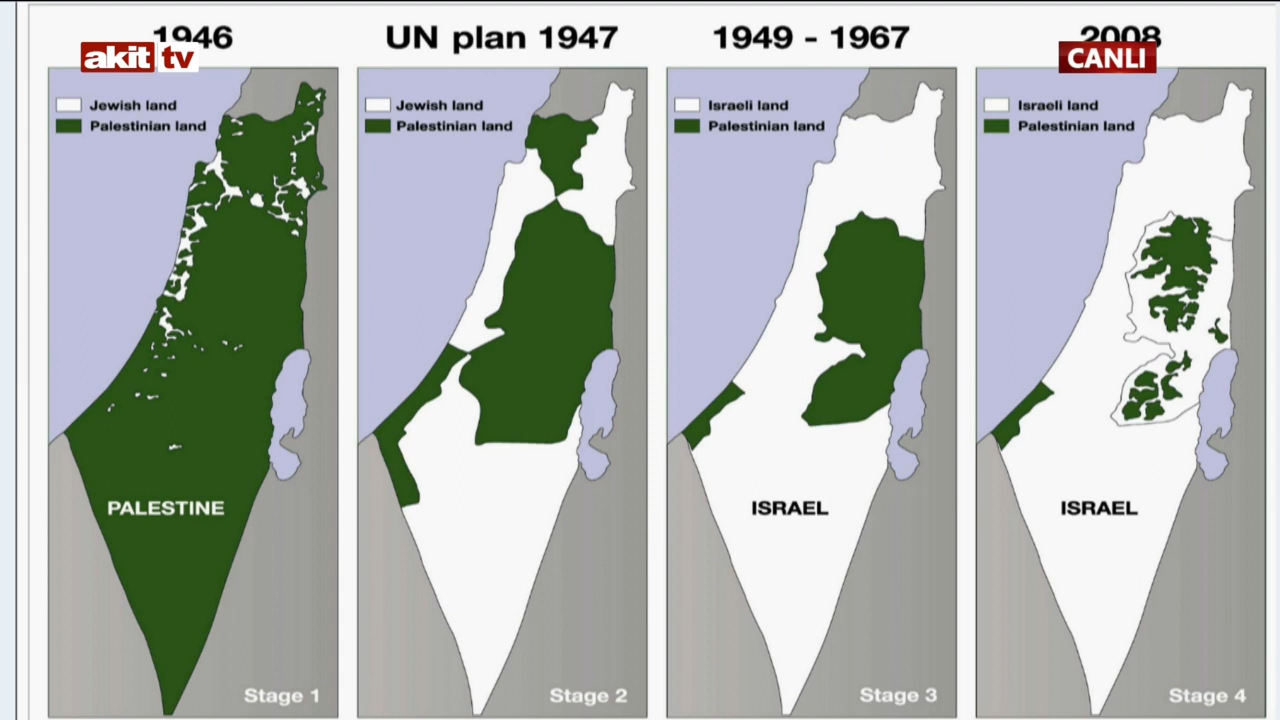 1946
UN plan 1947
1949 - 1967
2008
akit tv
CANLI
Jewish land
Palestinian land
Jewish land
Palestinian land
Israeli land
Palestinian land
Israeli land
Palestinian land
PALESTINE
ISRAEL
ISRAEL
Stage 1
Stage 2
Stage 3
Stage 4